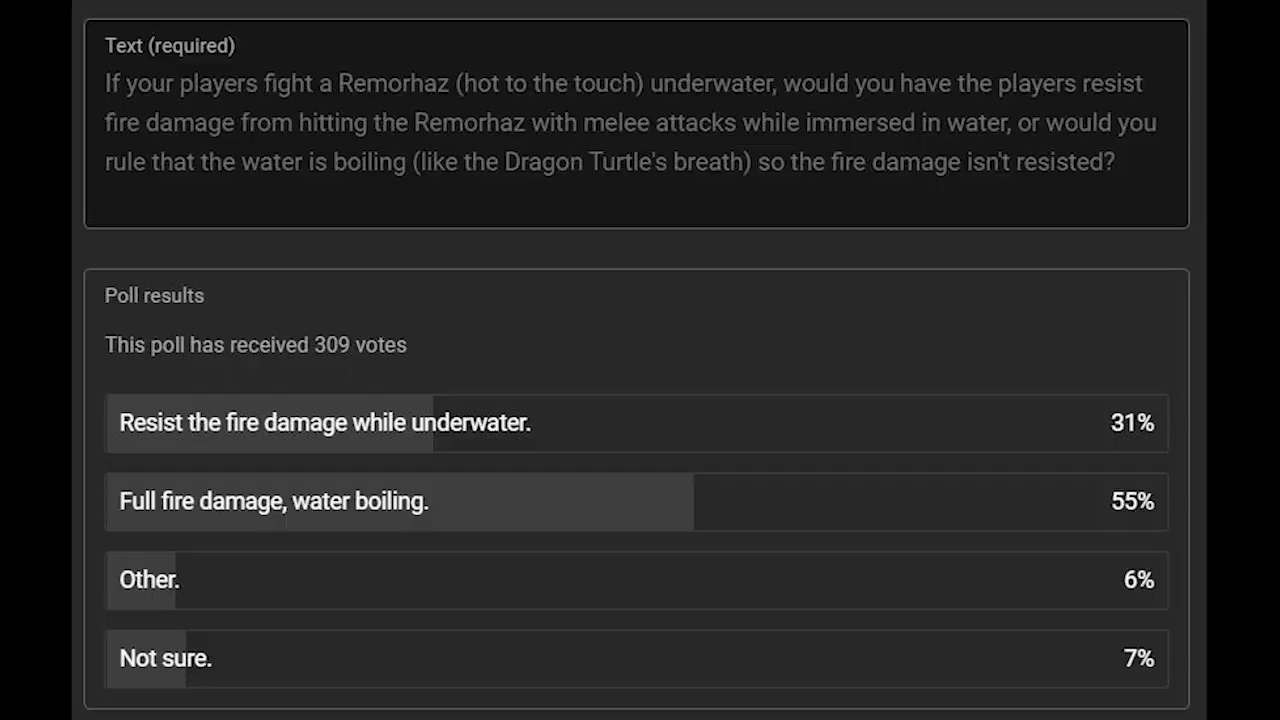 Text (required)
If your players fight a Remorhaz (hot to the touch) underwater, would you have the players resist
fire damage from hitting the Remorhaz with melee attacks while immersed in water, or would you
rule that the water is boiling (like the Dragon Turtle's breath) so the fire damage isn't resisted?
Poll results
This poll has received 309 votes
Resist the fire damage while underwater. 31%
Full fire damage, water boiling. 55%
Other. 6%
Not sure. 7%